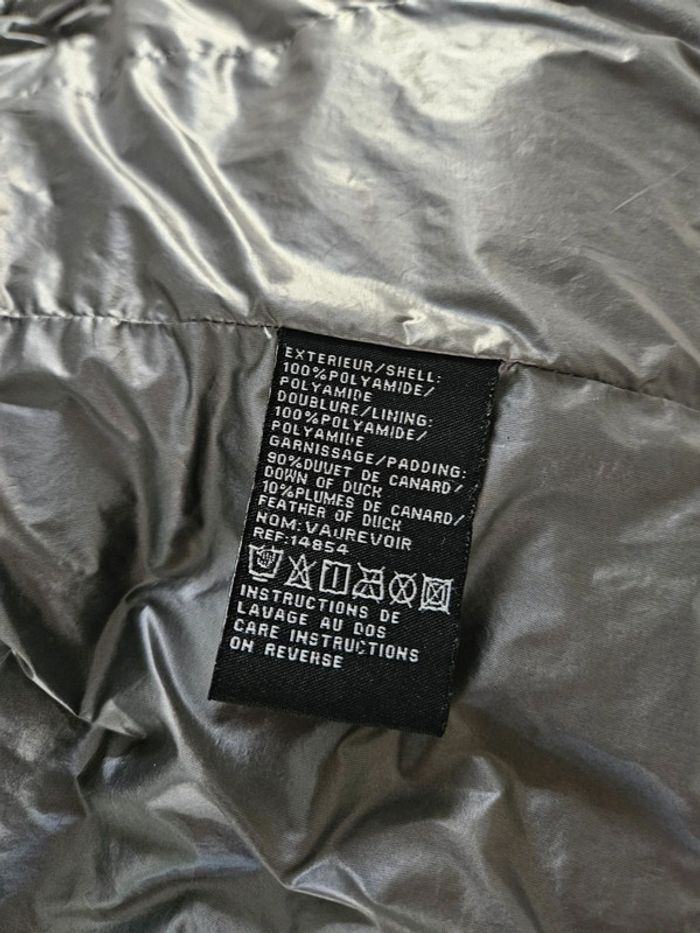 EXTERIEUR/SHELL:
100%POLYAMIDE/
POLYAMIDE
DOUBLURE/LINING:
100%POLYAMIDE/
POLYAMIDE
GARNISSAGE/PADDING:
90%DUVET DE CANARD/
DOWN OF DUCK
10%PLUMES DE CANARD/
FEATHER OF DUCK
NOM:VAUREVOIR
REF:14854
INSTRUCTIONS DE
LAVAGE AU DOS
CARE INSTRUCTIONS
ON REVERSE